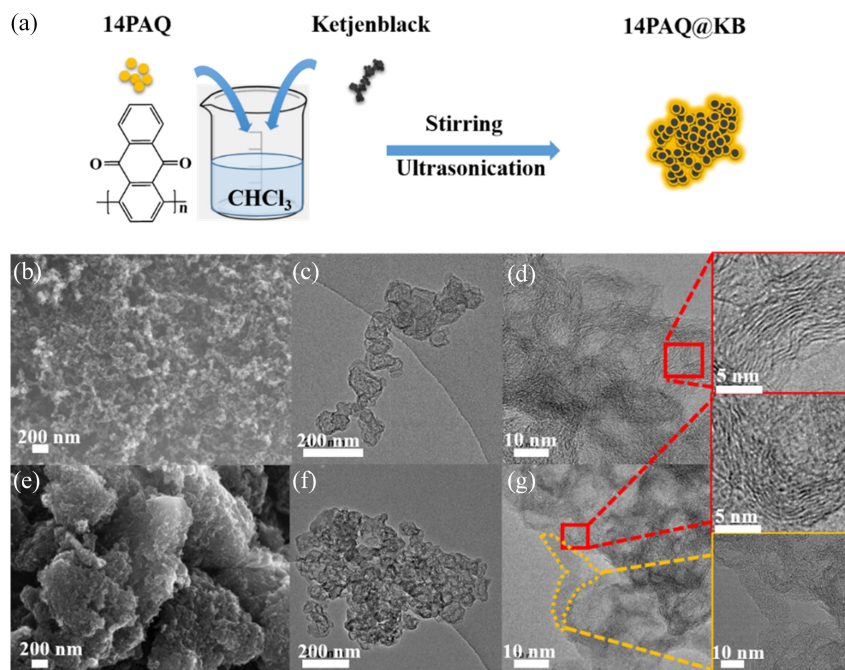 (a)
14PAQ
Ketjenblack
14PAQ@KB
O
O
n
CHCl₃
Stirring
Ultrasonication
(b)
200 nm
(c)
200 nm
(d)
10 nm
5 nm
5 nm
(e)
200 nm
(f)
200 nm
(g)
10 nm
10 nm